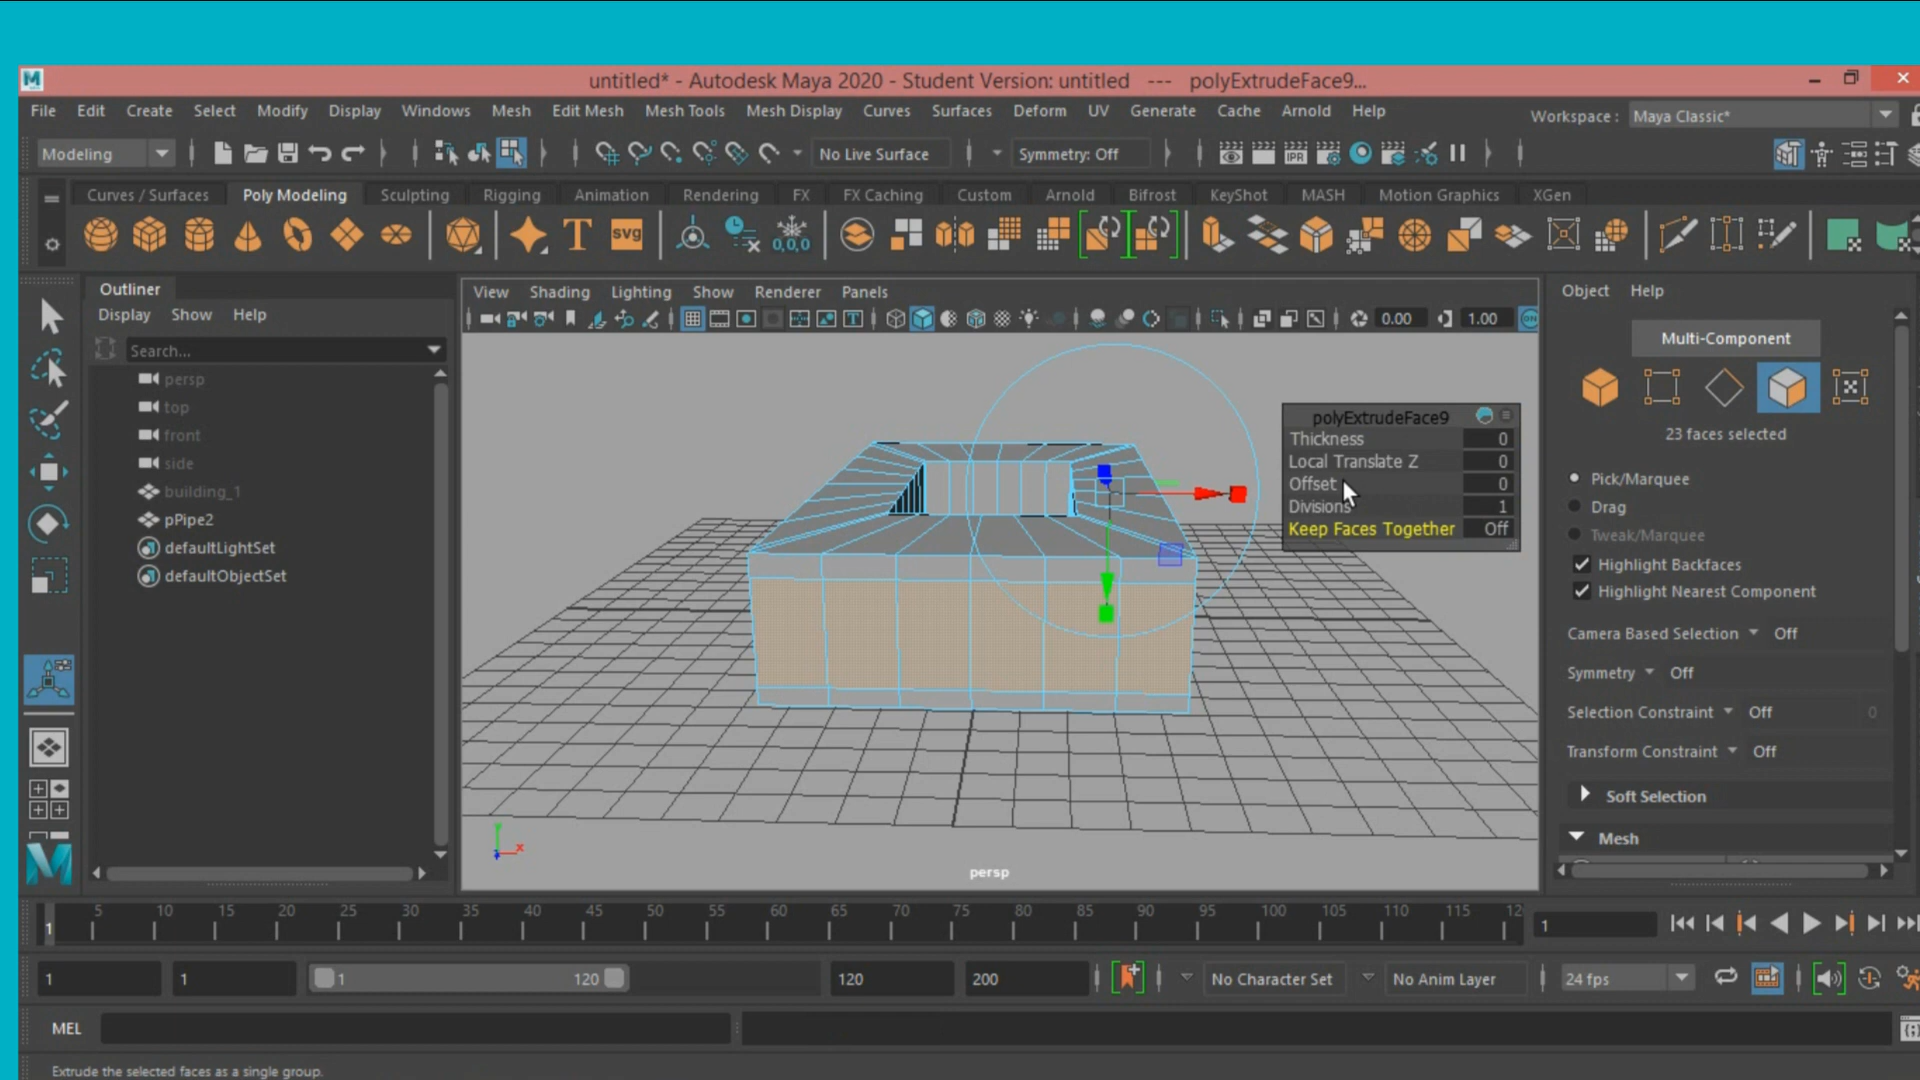 untitled* - Autodesk Maya 2020 - Student Version: untitled --- polyExtrudeFace9...
File Edit Create Select Modify Display Windows Mesh Edit Mesh Mesh Tools Mesh Display Curves Surfaces Deform UV Generate Cache Arnold Help Workspace : Maya Classic*
Modeling No Live Surface Symmetry: Off IPR
Curves / Surfaces Poly Modeling Sculpting Rigging Animation Rendering FX FX Caching Custom Arnold Bifrost KeyShot MASH Motion Graphics XGen
T svg 0,0,0
Outliner
Display Show Help
Search...
persp
top
front
side
building_1
pPipe2
defaultLightSet
defaultObjectSet
View Shading Lighting Show Renderer Panels
0.00 1.00 ON
polyExtrudeFace9
Thickness 0
Local Translate Z 0
Offset 0
Divisions 1
Keep Faces Together Off
x
persp
Object Help
Multi-Component
23 faces selected
Pick/Marquee
Drag
Tweak/Marquee
Highlight Backfaces
Highlight Nearest Component
Camera Based Selection Off
Symmetry Off
Selection Constraint Off 0
Transform Constraint Off
Soft Selection
Mesh
1 5 10 15 20 25 30 35 40 45 50 55 60 65 70 75 80 85 90 95 100 105 110 115 12 1
1 1 1 120 120 200 No Character Set No Anim Layer 24 fps
MEL
Extrude the selected faces as a single group.